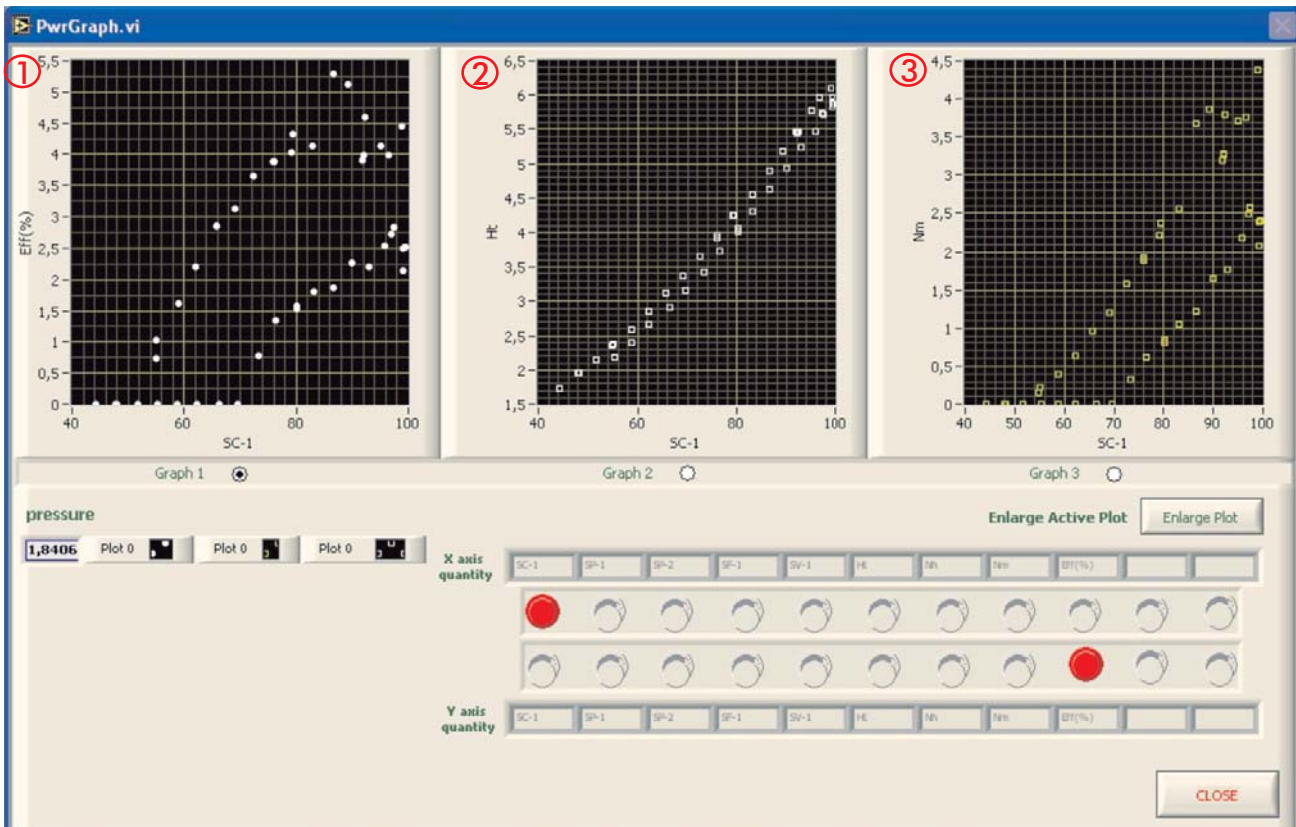 PwrGraph.vi
①
5,5
5
4,5
4
3,5
3
2,5
2
1,5
1
0,5
0
Eff(%)
40 60 80 100
SC-1
②
6,5
6
5,5
5
4,5
4
3,5
3
2,5
2
1,5
Ht
40 60 80 100
SC-1
③
4,5
4
3,5
3
2,5
2
1,5
1
0,5
0
Nm
40 50 60 70 80 90 100
SC-1
Graph 1 Graph 2 Graph 3
pressure
1,8406 Plot 0 Plot 0 Plot 0
Enlarge Active Plot Enlarge Plot
X axis
quantity
SC-1 SP-1 SP-2 SF-1 SV-1 Ht Nh Nm Eff(%)
Y axis
quantity
SC-1 SP-1 SP-2 SF-1 SV-1 Ht Nh Nm Eff(%)
CLOSE